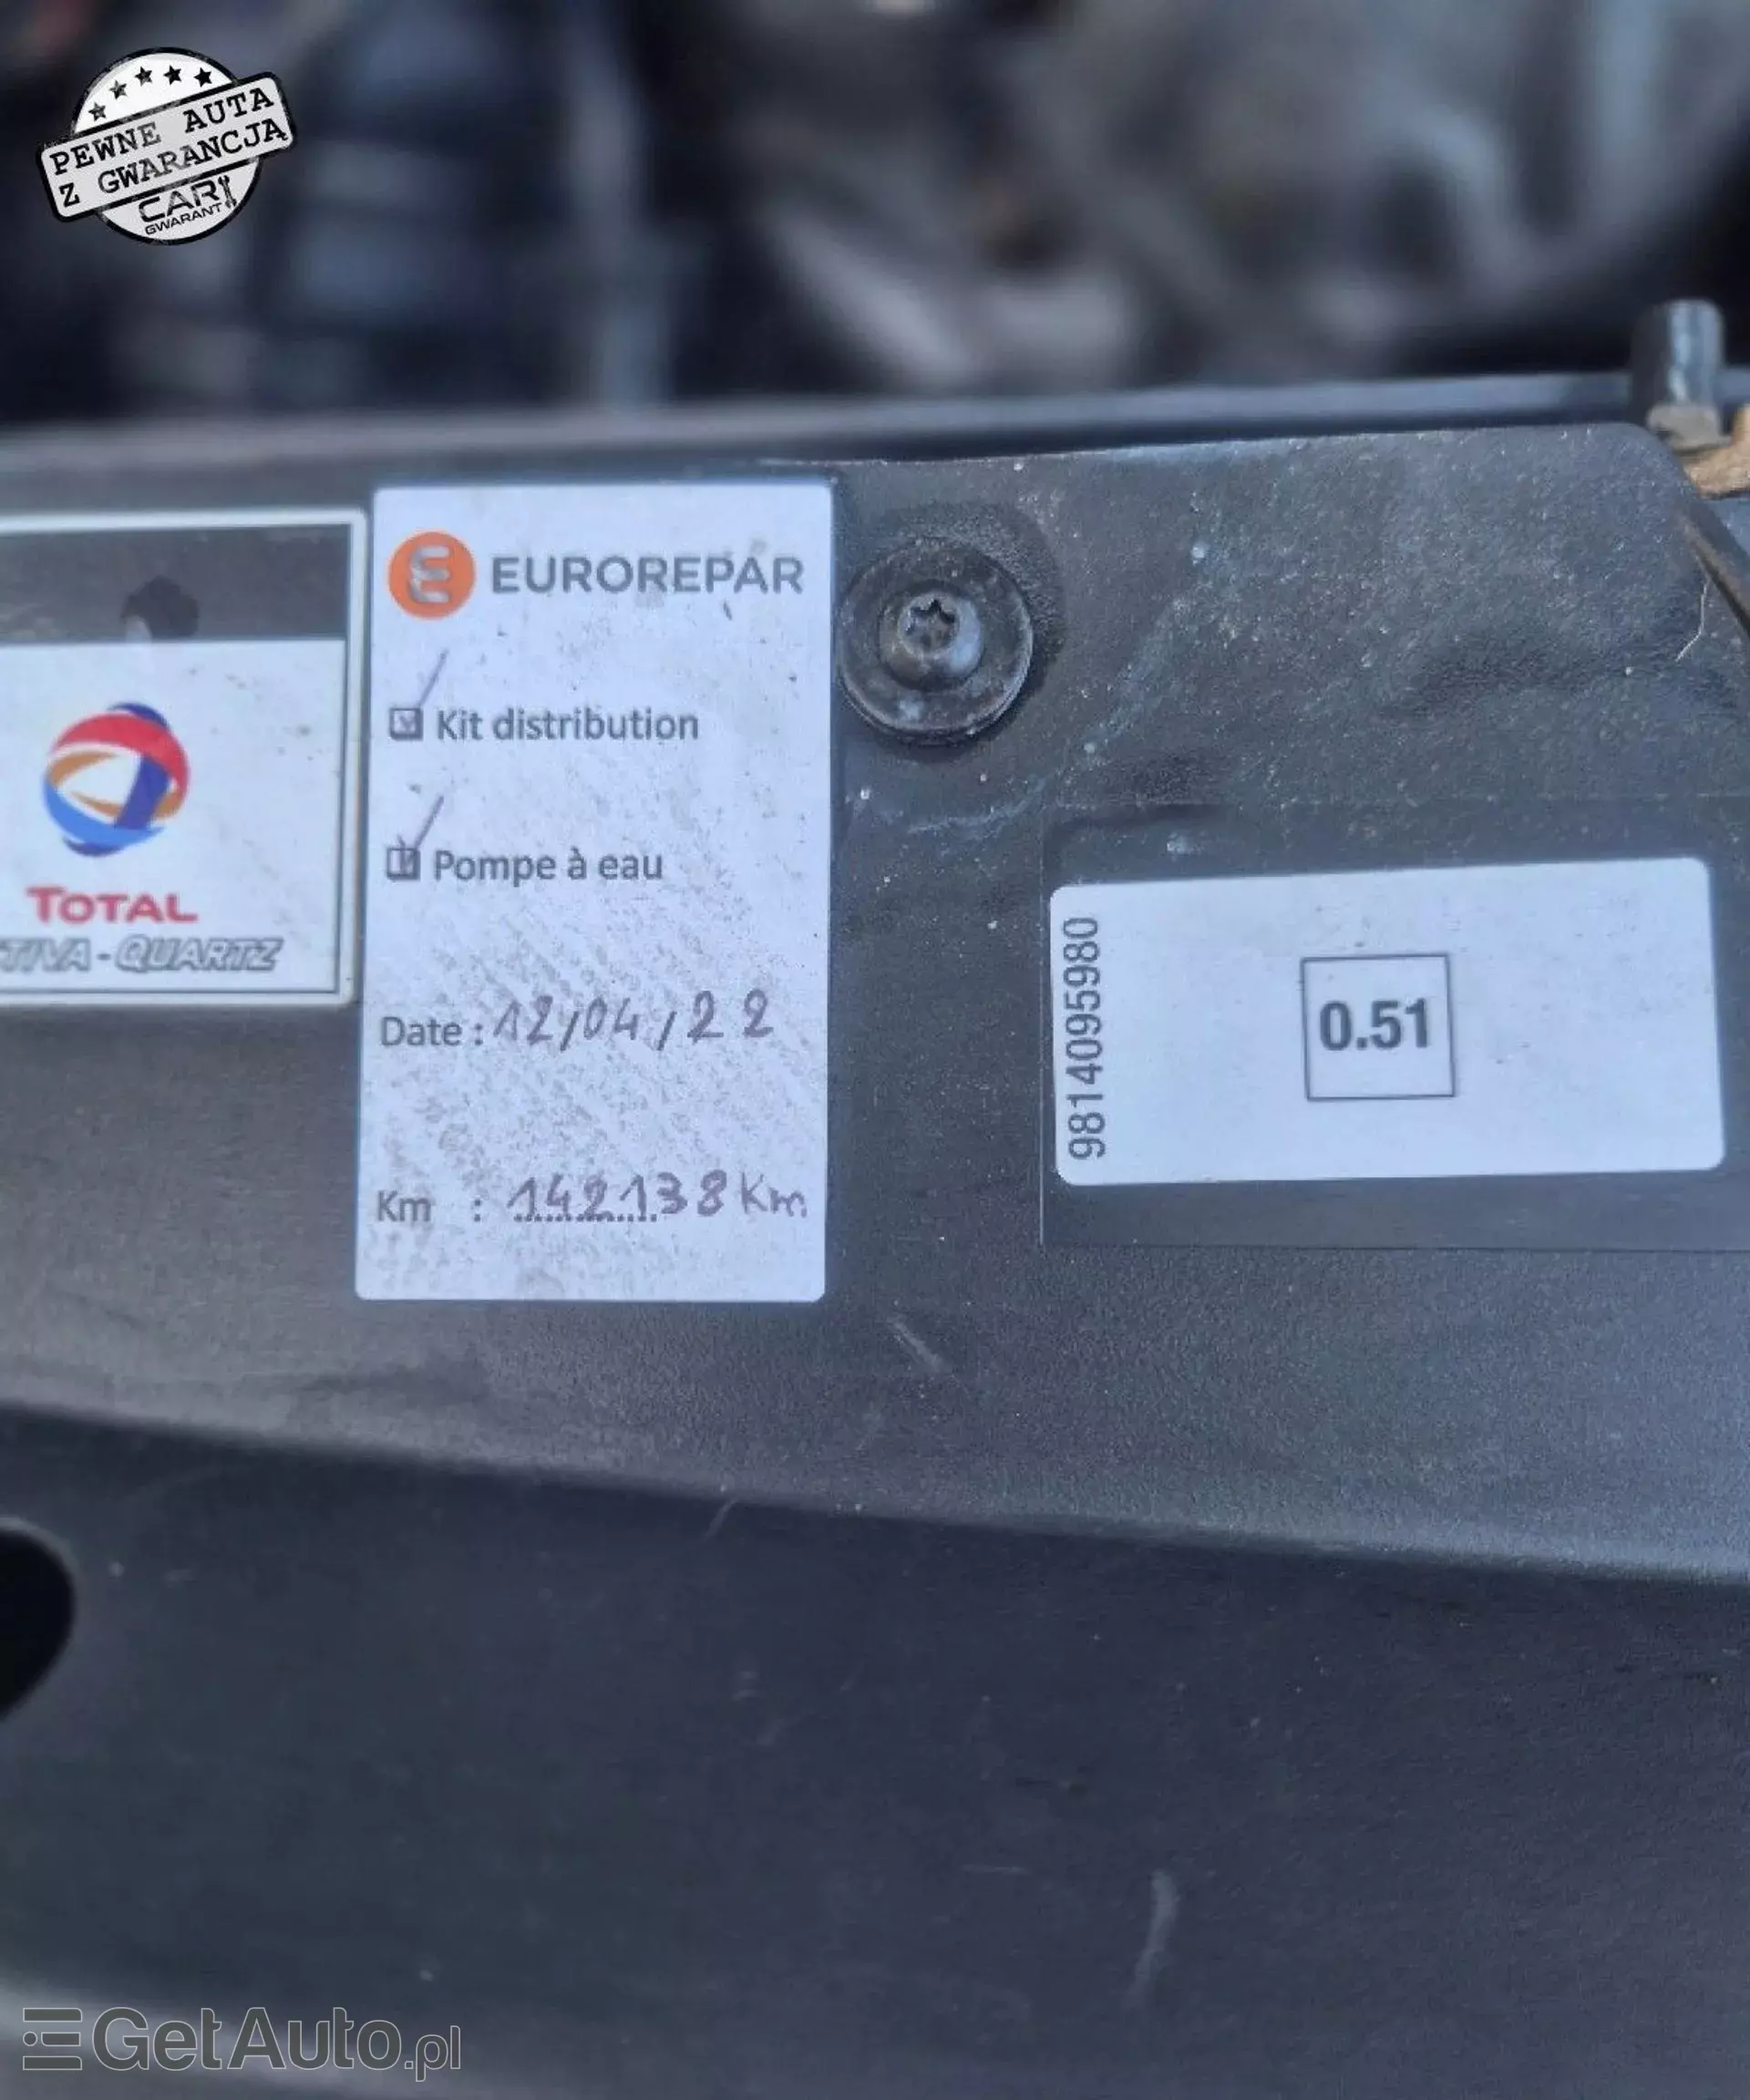 PEWNE AUTA
Z GWARANCJĄ
CAR
GWARANT
EUROREPAR
Kit distribution
Pompe à eau
Date : 12/04/22
Km : 142138 Km
TOTAL
TIVA - QUARTZ
9814095980
0.51
GetAuto.pl